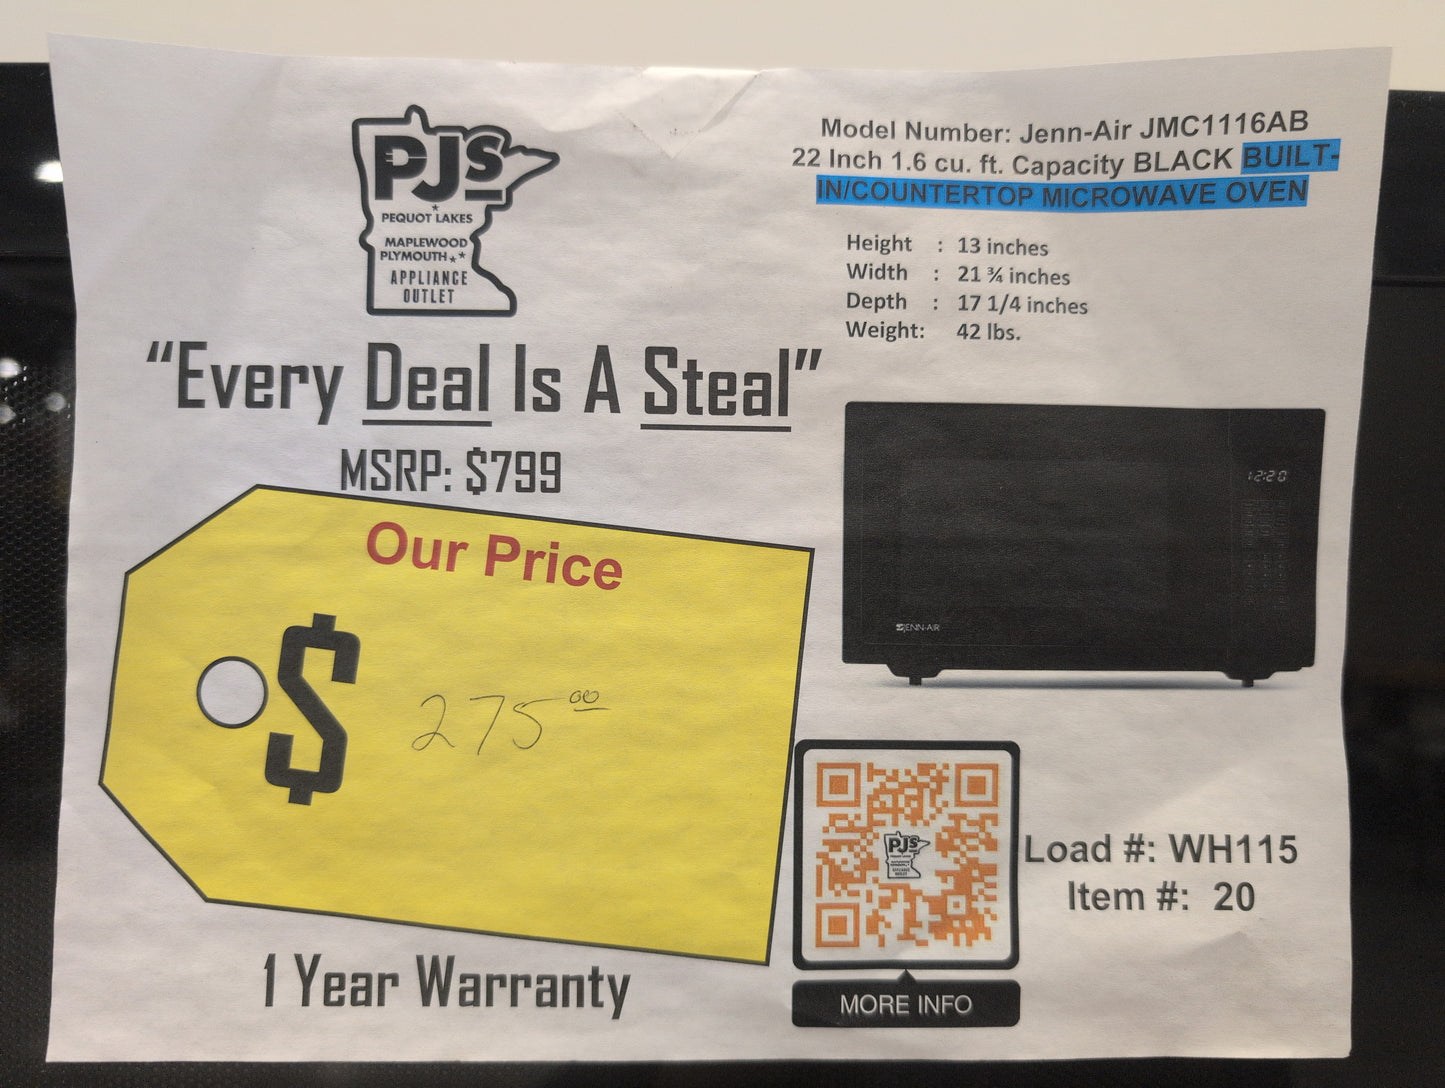 PJS
PEQUOT LAKES
MAPLEWOOD
PLYMOUTH
APPLIANCE
OUTLET
Model Number: Jenn-Air JMC1116AB
22 Inch 1.6 cu. ft. Capacity BLACK BUILT-
IN/COUNTERTOP MICROWAVE OVEN
Height : 13 inches
Width : 21 ¾ inches
Depth : 17 1/4 inches
Weight: 42 lbs.
“Every Deal Is A Steal”
MSRP: $799
Our Price
$ 275.00
12:20
JENN-AIR
PJS
Load #: WH115
Item #: 20
MORE INFO
1 Year Warranty